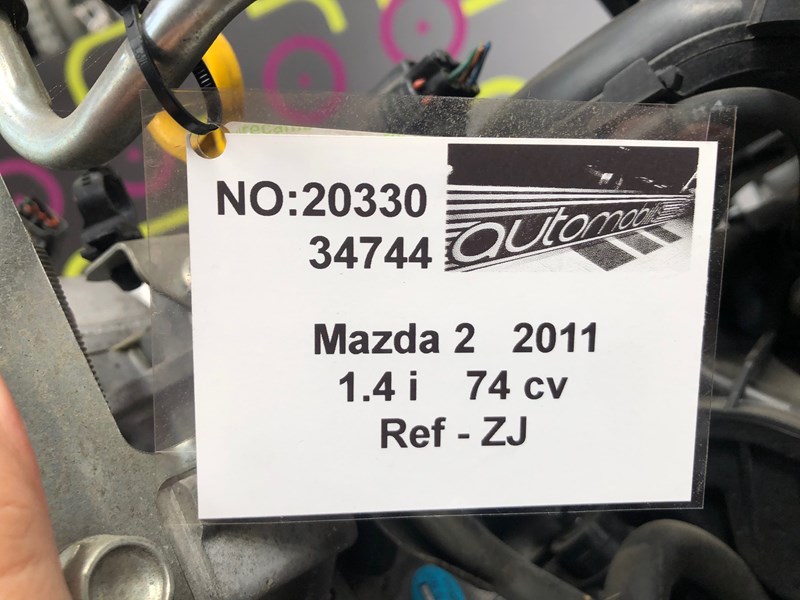 NO:20330
34744
automobil
Mazda 2 2011
1.4 i 74 cv
Ref - ZJ